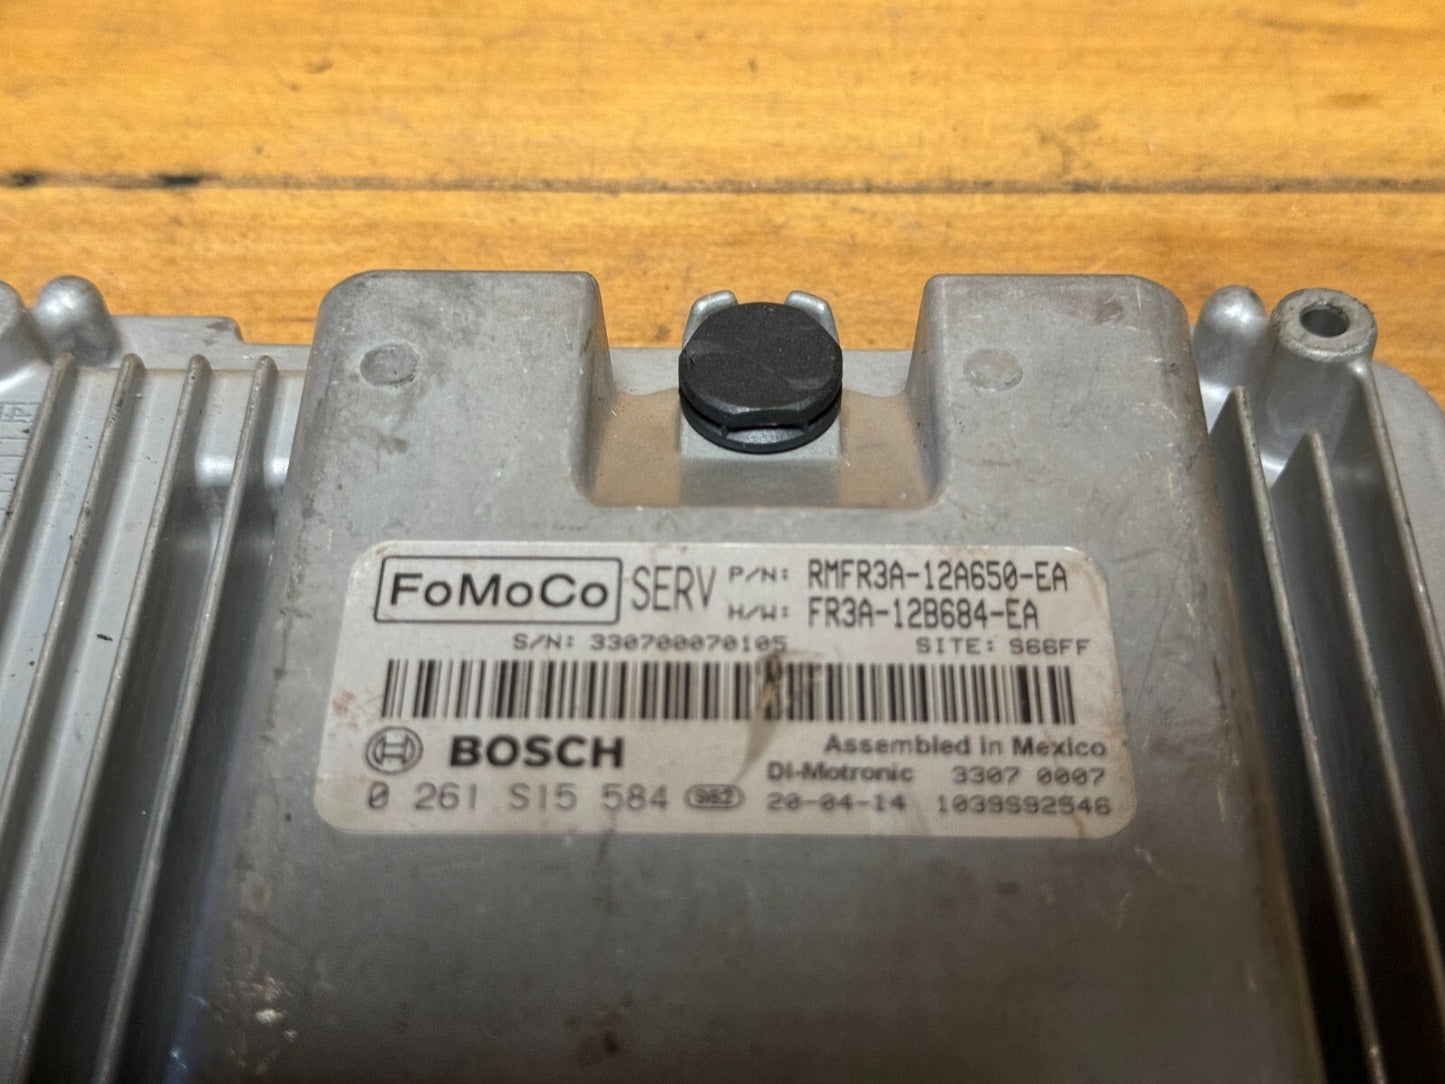 FoMoCo SERV P/N: RMFR3A-12A650-EA
H/W: FR3A-12B684-EA
S/N: 330700070105 SITE: S66FF
BOSCH Assembled in Mexico
DI-Motronic 3307 0007
0 261 S15 584 982 20-04-14 1039S92546